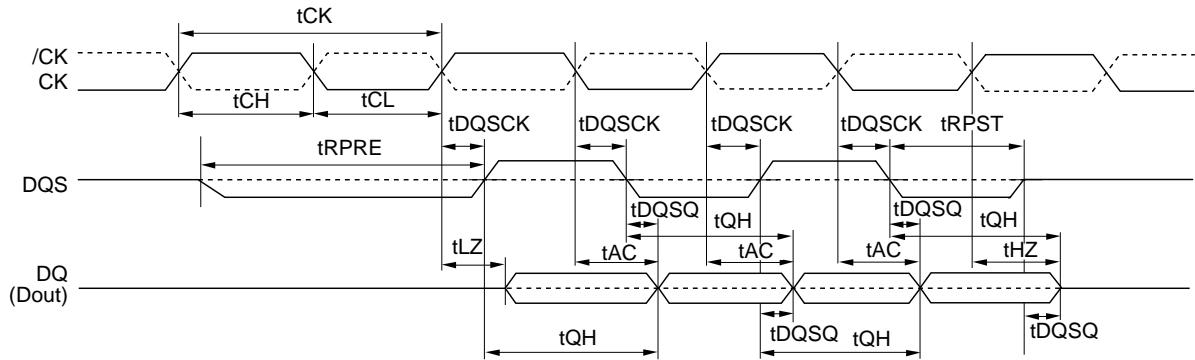 tCK
/CK
CK
tCH tCL
tDQSCK tDQSCK tDQSCK tDQSCK tRPST
tRPRE
DQS
tDQSQ tDQSQ
tQH tQH
tLZ tAC tAC tAC tHZ
DQ
(Dout)
tDQSQ tDQSQ
tQH tQH